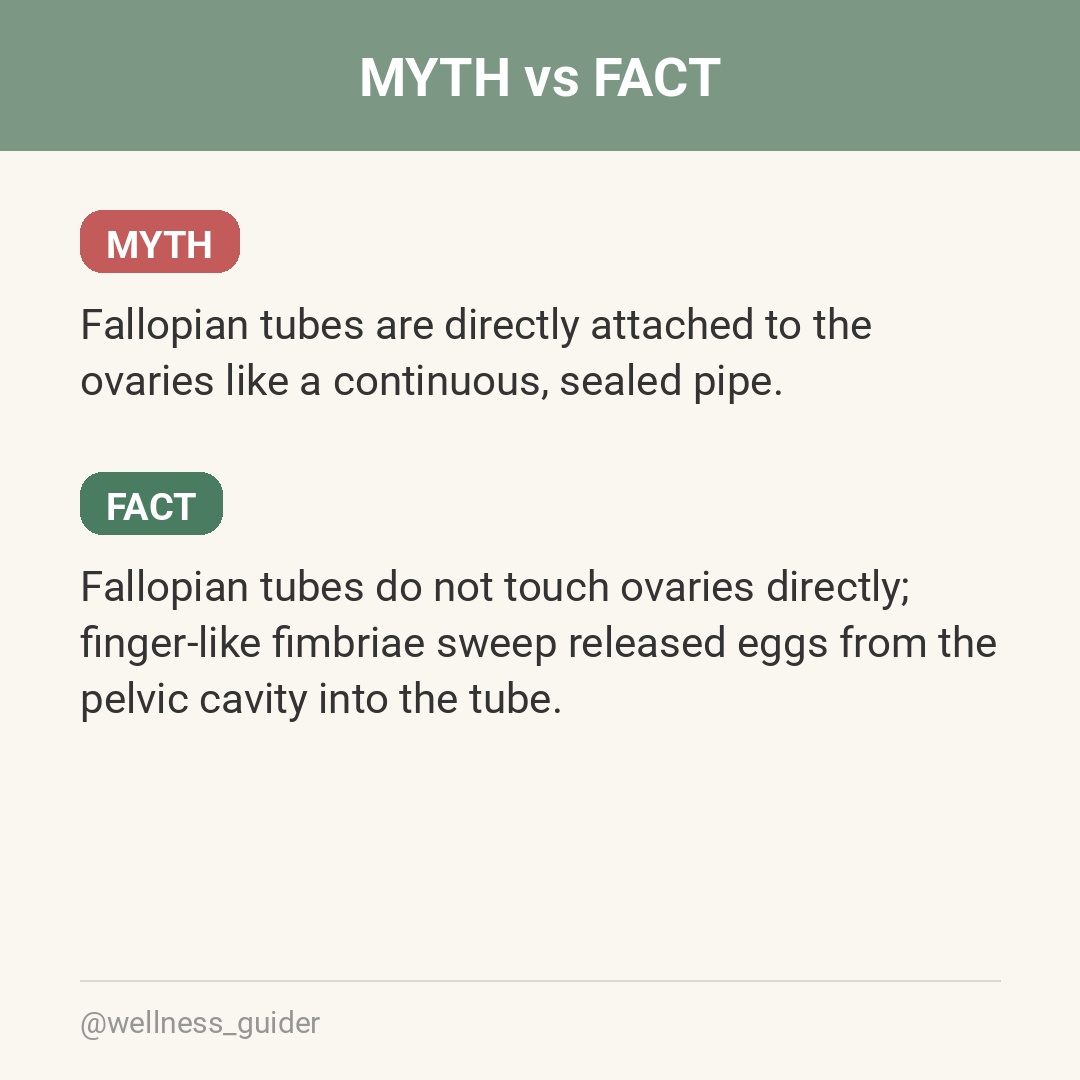 MYTH vs FACT
MYTH
Fallopian tubes are directly attached to the
ovaries like a continuous, sealed pipe.
FACT
Fallopian tubes do not touch ovaries directly;
finger-like fimbriae sweep released eggs from the
pelvic cavity into the tube.
@wellness_guider